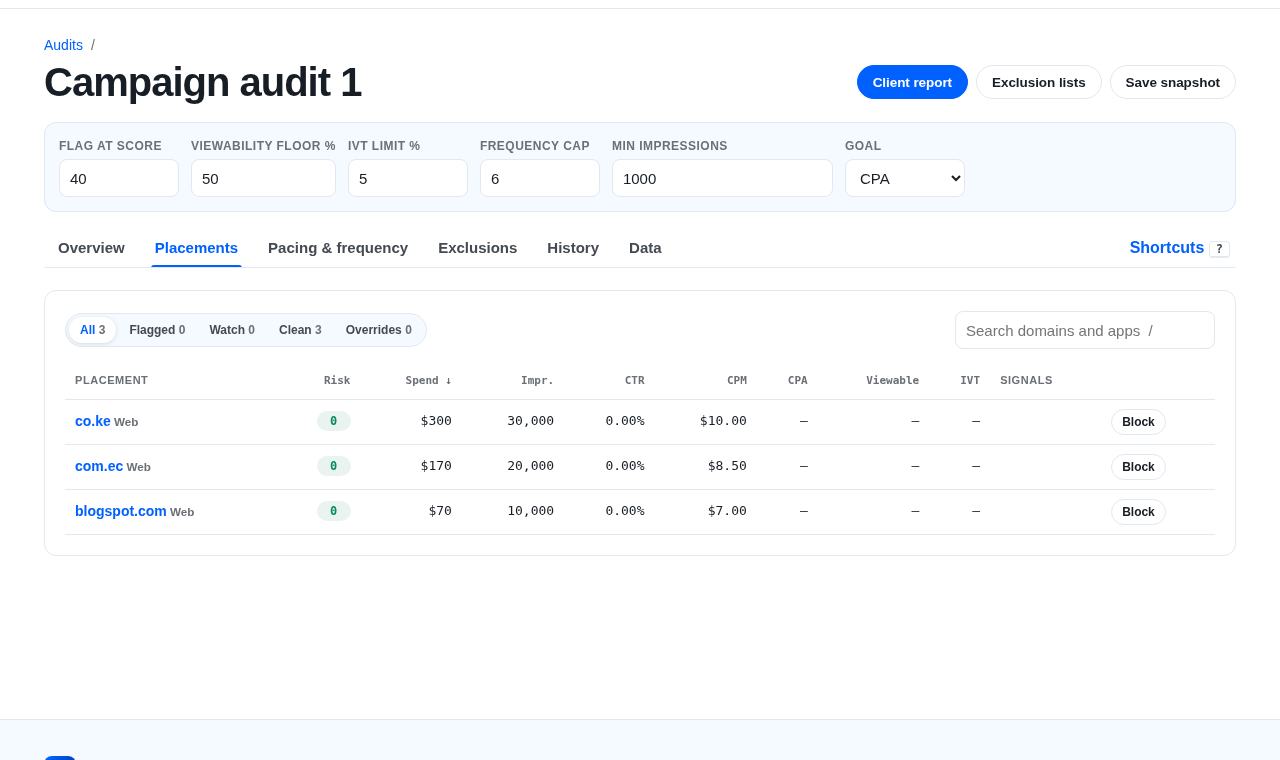 Audits /
Campaign audit 1
Client report Exclusion lists Save snapshot
FLAG AT SCORE VIEWABILITY FLOOR % IVT LIMIT % FREQUENCY CAP MIN IMPRESSIONS GOAL
40 50 5 6 1000 CPA
Overview Placements Pacing & frequency Exclusions History Data Shortcuts ?
All 3 Flagged 0 Watch 0 Clean 3 Overrides 0 Search domains and apps /
PLACEMENT Risk Spend ↓ Impr. CTR CPM CPA Viewable IVT SIGNALS
co.ke Web 0 $300 30,000 0.00% $10.00 — — — Block
com.ec Web 0 $170 20,000 0.00% $8.50 — — — Block
blogspot.com Web 0 $70 10,000 0.00% $7.00 — — — Block